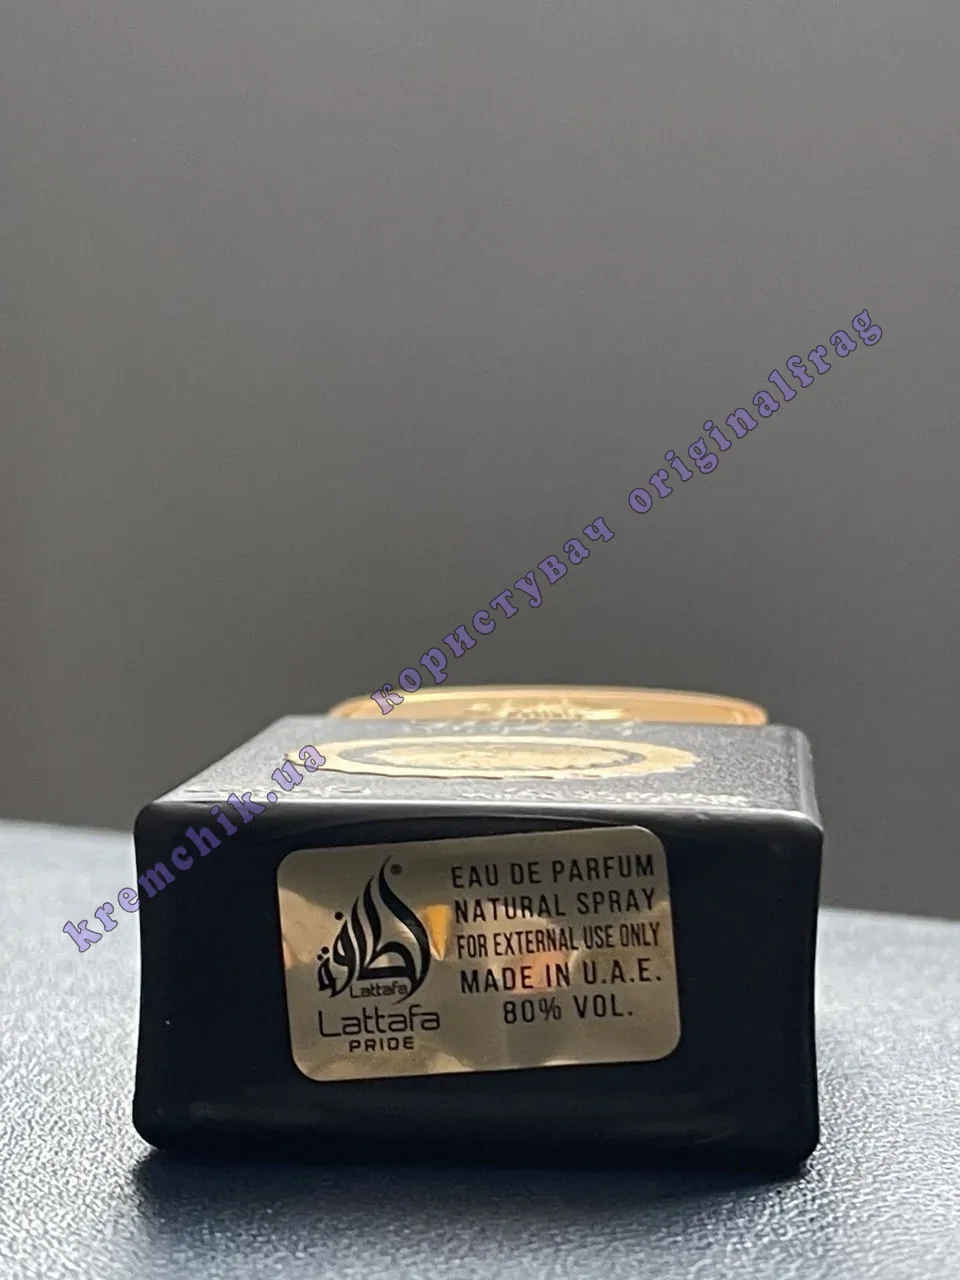 kremchik.ua користувач originalfrag
لطافة
®
Lattafa
Lattafa
PRIDE
EAU DE PARFUM
NATURAL SPRAY
FOR EXTERNAL USE ONLY
MADE IN U.A.E.
80% VOL.